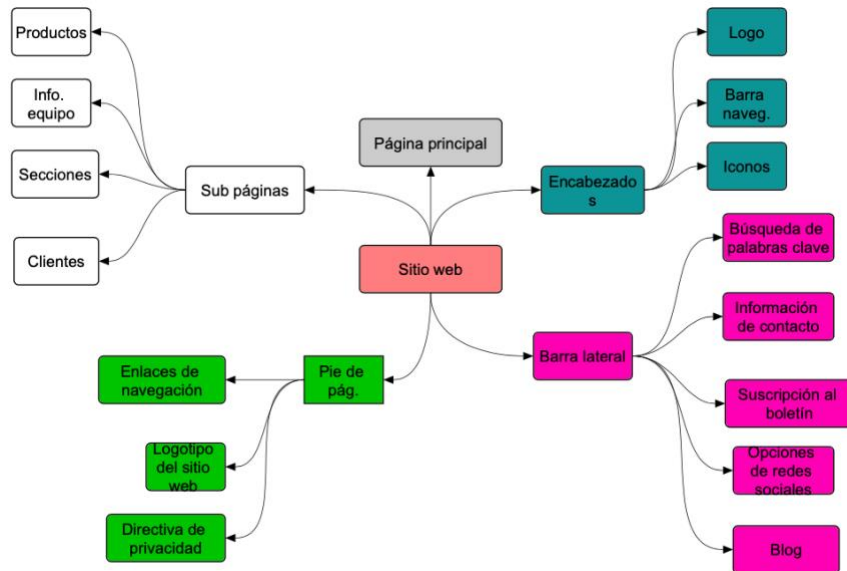 Productos
Info.
equipo
Secciones
Clientes
Sub páginas
Página principal
Sitio web
Encabezado
s
Logo
Barra
naveg.
Iconos
Barra lateral
Búsqueda de
palabras clave
Información
de contacto
Suscripción al
boletín
Opciones
de redes
sociales
Blog
Pie de
pág.
Enlaces de
navegación
Logotipo
del sitio
web
Directiva de
privacidad